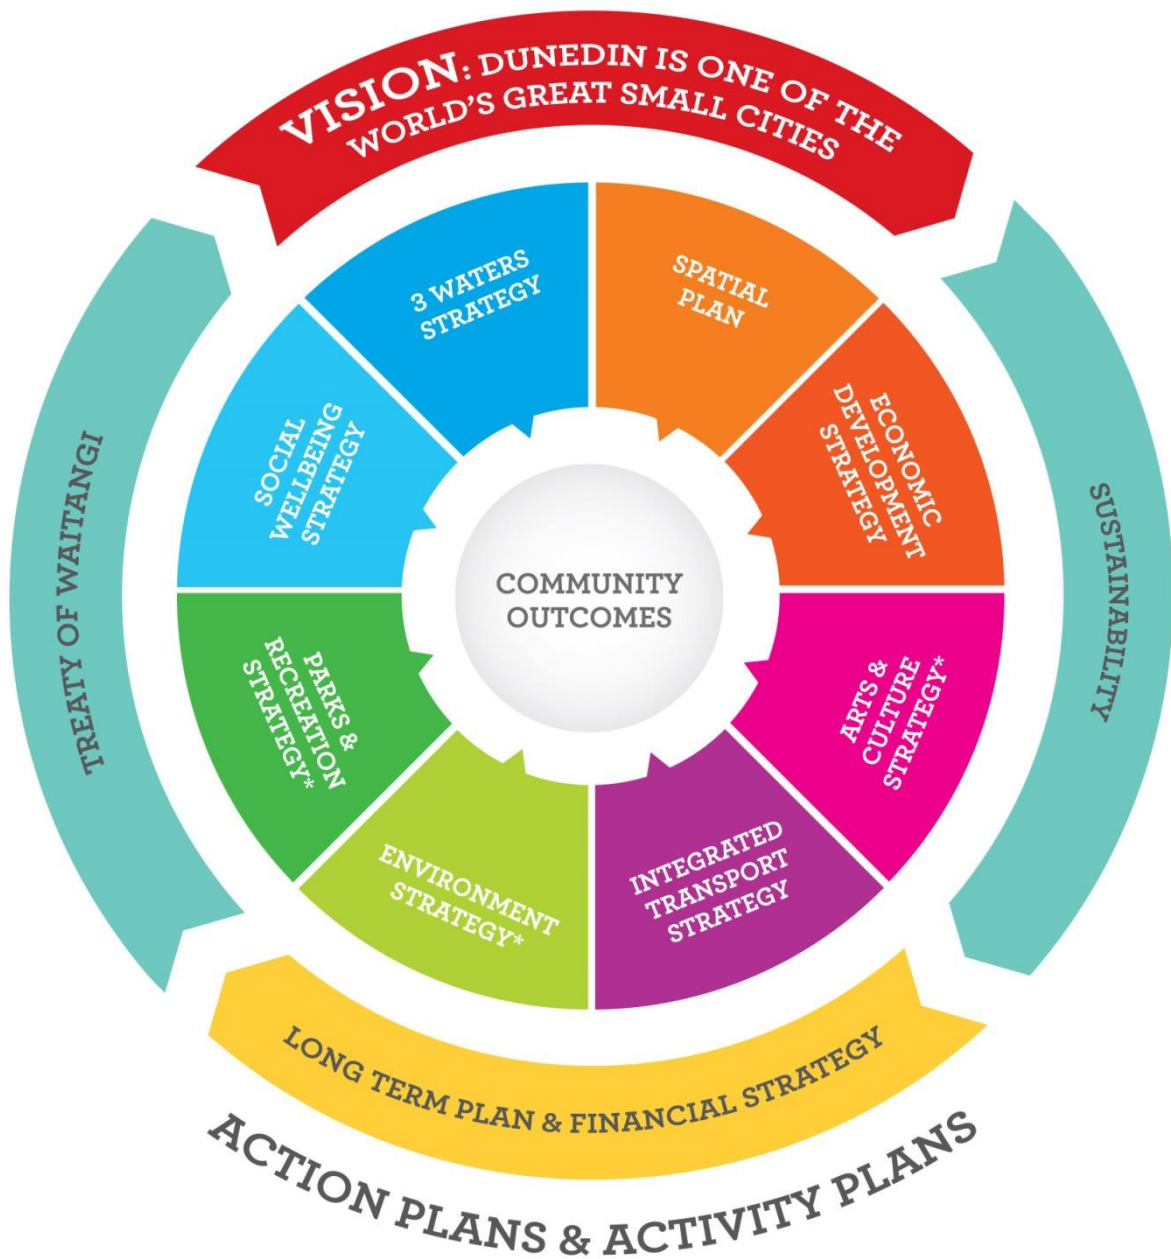 VISION: DUNEDIN IS ONE OF THE
WORLD'S GREAT SMALL CITIES
3 WATERS
STRATEGY
SPATIAL
PLAN
ECONOMIC
DEVELOPMENT
STRATEGY
ARTS &
CULTURE
STRATEGY*
INTEGRATED
TRANSPORT
STRATEGY
ENVIRONMENT
STRATEGY*
PARKS &
RECREATION
STRATEGY*
SOCIAL
WELLBEING
STRATEGY
COMMUNITY
OUTCOMES
TREATY OF WAITANGI
SUSTAINABILITY
LONG TERM PLAN & FINANCIAL STRATEGY
ACTION PLANS & ACTIVITY PLANS